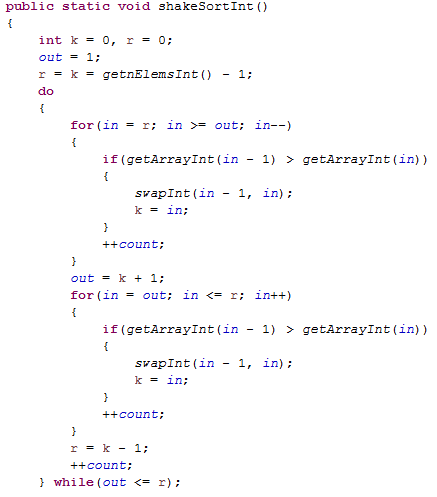 public static void shakeSortInt()
{
    int k = 0, r = 0;
    out = 1;
    r = k = getnElemsInt() - 1;
    do
    {
        for(in = r; in >= out; in--)
        {
            if(getArrayInt(in - 1) > getArrayInt(in))
            {
                swapInt(in - 1, in);
                k = in;
            }
            ++count;
        }
        out = k + 1;
        for(in = out; in <= r; in++)
        {
            if(getArrayInt(in - 1) > getArrayInt(in))
            {
                swapInt(in - 1, in);
                k = in;
            }
            ++count;
        }
        r = k - 1;
        ++count;
    } while(out <= r);